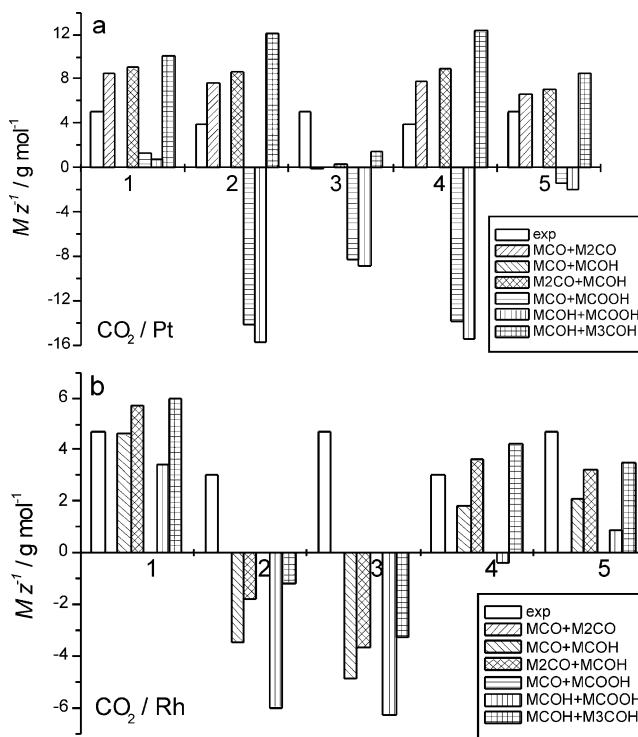 a
12
8
4
0
-4
-8
-12
-16
M z⁻¹ / g mol⁻¹
1
2
3
4
5
exp
MCO+M2CO
MCO+MCOH
M2CO+MCOH
MCO+MCOOH
MCOH+MCOOH
MCOH+M3COH
CO₂ / Pt
b
6
4
2
0
-2
-4
-6
M z⁻¹ / g mol⁻¹
1
2
3
4
5
exp
MCO+M2CO
MCO+MCOH
M2CO+MCOH
MCO+MCOOH
MCOH+MCOOH
MCOH+M3COH
CO₂ / Rh